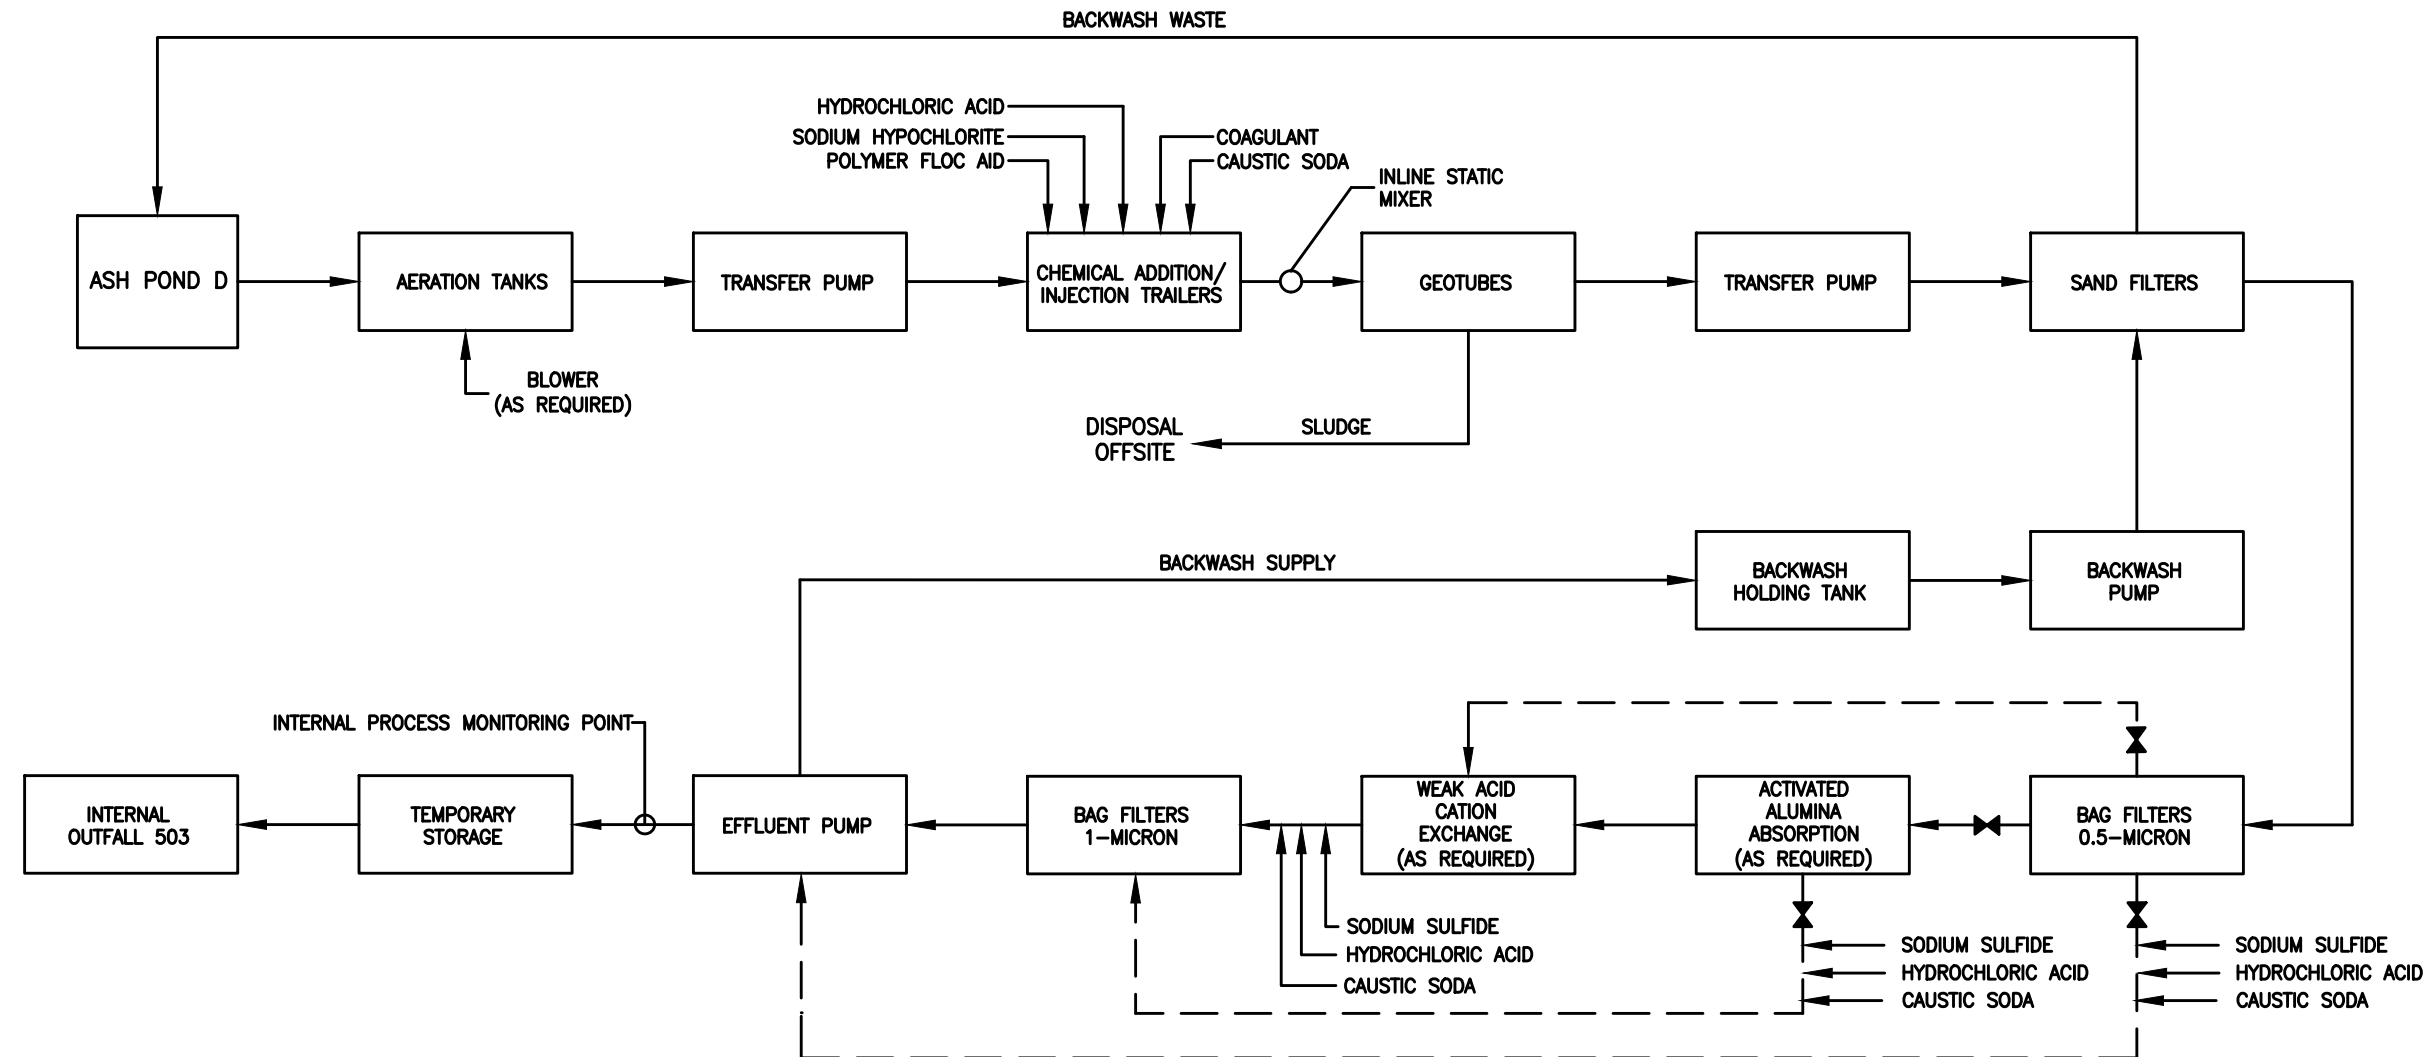 BACKWASH WASTE
HYDROCHLORIC ACID
SODIUM HYPOCHLORITE
POLYMER FLOC AID
COAGULANT
CAUSTIC SODA
INLINE STATIC
MIXER
ASH POND D
AERATION TANKS
TRANSFER PUMP
CHEMICAL ADDITION/
INJECTION TRAILERS
GEOTUBES
TRANSFER PUMP
SAND FILTERS
BLOWER
(AS REQUIRED)
DISPOSAL
OFFSITE
SLUDGE
BACKWASH SUPPLY
BACKWASH
HOLDING TANK
BACKWASH
PUMP
INTERNAL PROCESS MONITORING POINT
INTERNAL
OUTFALL 503
TEMPORARY
STORAGE
EFFLUENT PUMP
BAG FILTERS
1-MICRON
WEAK ACID
CATION
EXCHANGE
(AS REQUIRED)
ACTIVATED
ALUMINA
ABSORPTION
(AS REQUIRED)
BAG FILTERS
0.5-MICRON
SODIUM SULFIDE
HYDROCHLORIC ACID
CAUSTIC SODA
SODIUM SULFIDE
HYDROCHLORIC ACID
CAUSTIC SODA
SODIUM SULFIDE
HYDROCHLORIC ACID
CAUSTIC SODA